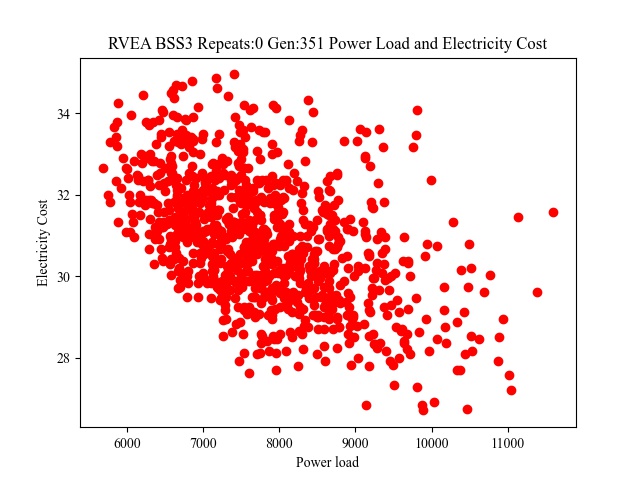 RVEA BSS3 Repeats:0 Gen:351 Power Load and Electricity Cost
34
32
30
28
Electricity Cost
6000 7000 8000 9000 10000 11000
Power load